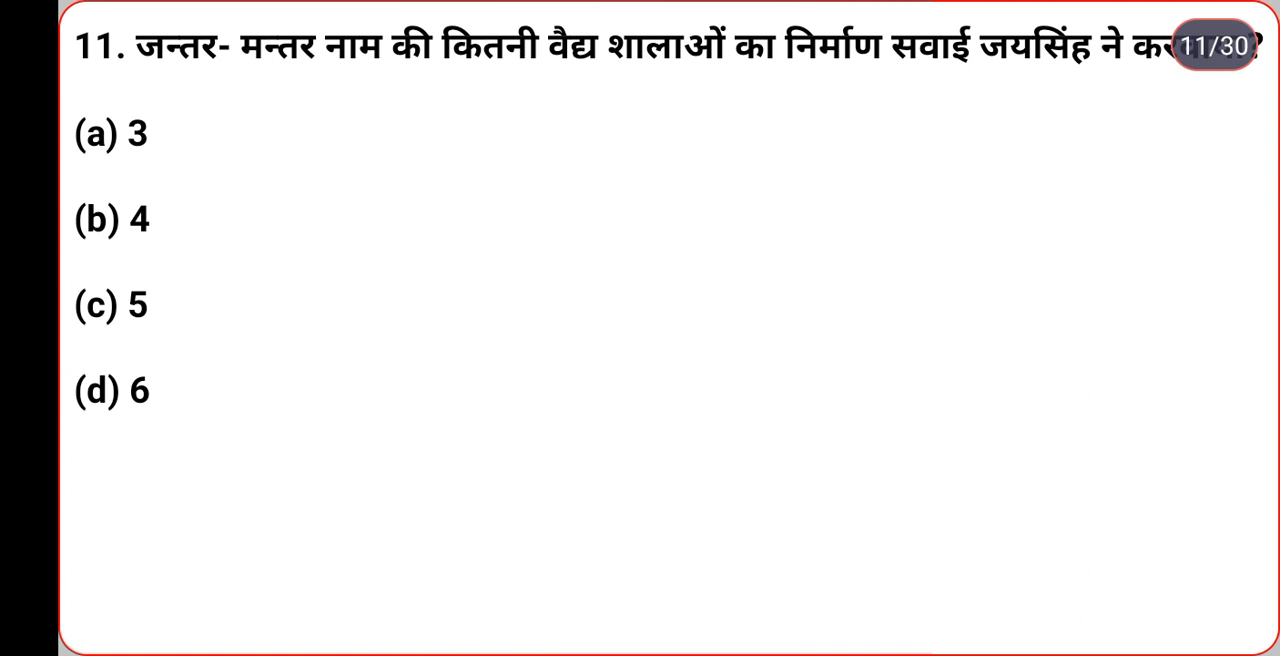 11. जन्तर- मन्तर नाम की कितनी वैद्य शालाओं का निर्माण सवाई जयसिंह ने ?
11/30
(a) 3
(b) 4
(c) 5
(d) 6